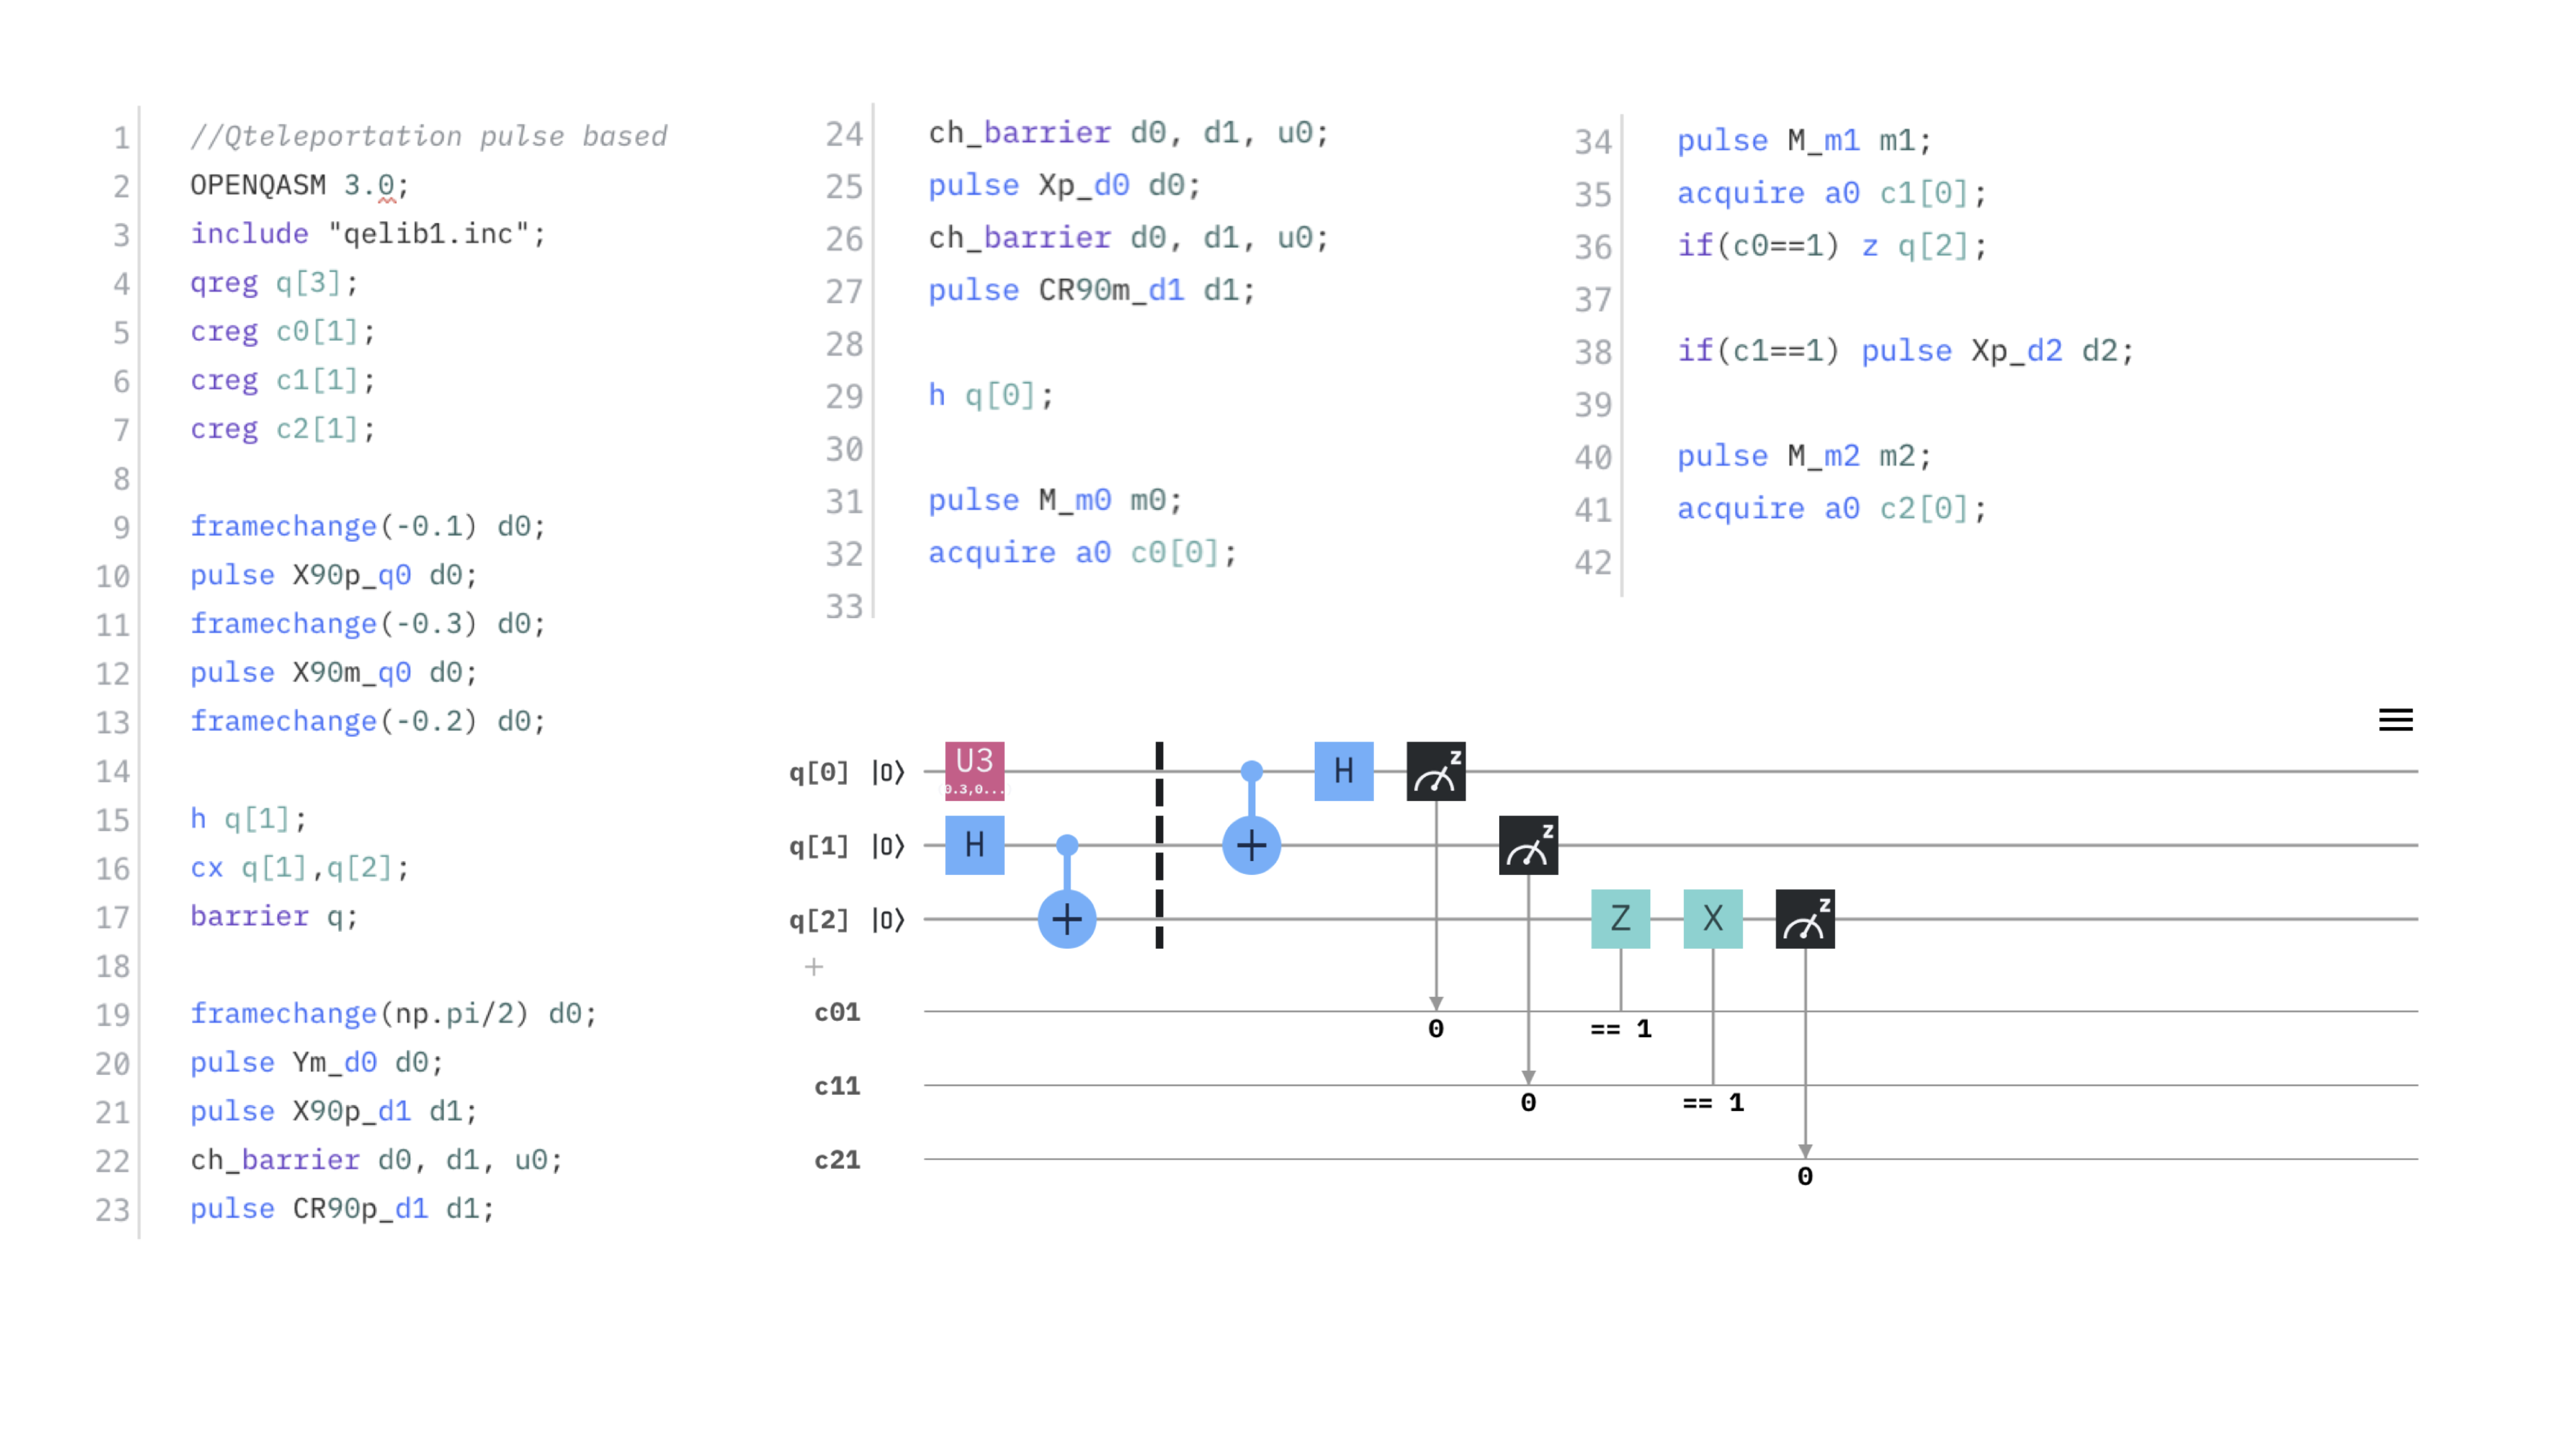 1 //Qteleportation pulse based
2 OPENQASM 3.0;
3 include "qelib1.inc";
4 qreg q[3];
5 creg c0[1];
6 creg c1[1];
7 creg c2[1];
8
9 framechange(-0.1) d0;
10 pulse X90p_q0 d0;
11 framechange(-0.3) d0;
12 pulse X90m_q0 d0;
13 framechange(-0.2) d0;
14
15 h q[1];
16 cx q[1],q[2];
17 barrier q;
18
19 framechange(np.pi/2) d0;
20 pulse Ym_d0 d0;
21 pulse X90p_d1 d1;
22 ch_barrier d0, d1, u0;
23 pulse CR90p_d1 d1;
24 ch_barrier d0, d1, u0;
25 pulse Xp_d0 d0;
26 ch_barrier d0, d1, u0;
27 pulse CR90m_d1 d1;
28
29 h q[0];
30
31 pulse M_m0 m0;
32 acquire a0 c0[0];
33
34 pulse M_m1 m1;
35 acquire a0 c1[0];
36 if(c0==1) z q[2];
37
38 if(c1==1) pulse Xp_d2 d2;
39
40 pulse M_m2 m2;
41 acquire a0 c2[0];
42
q[0] |0⟩ U3 H z
0.3,0...
q[1] |0⟩ H + z
q[2] |0⟩ + Z X z
+
c01
0 == 1
c11
0 == 1
c21
0